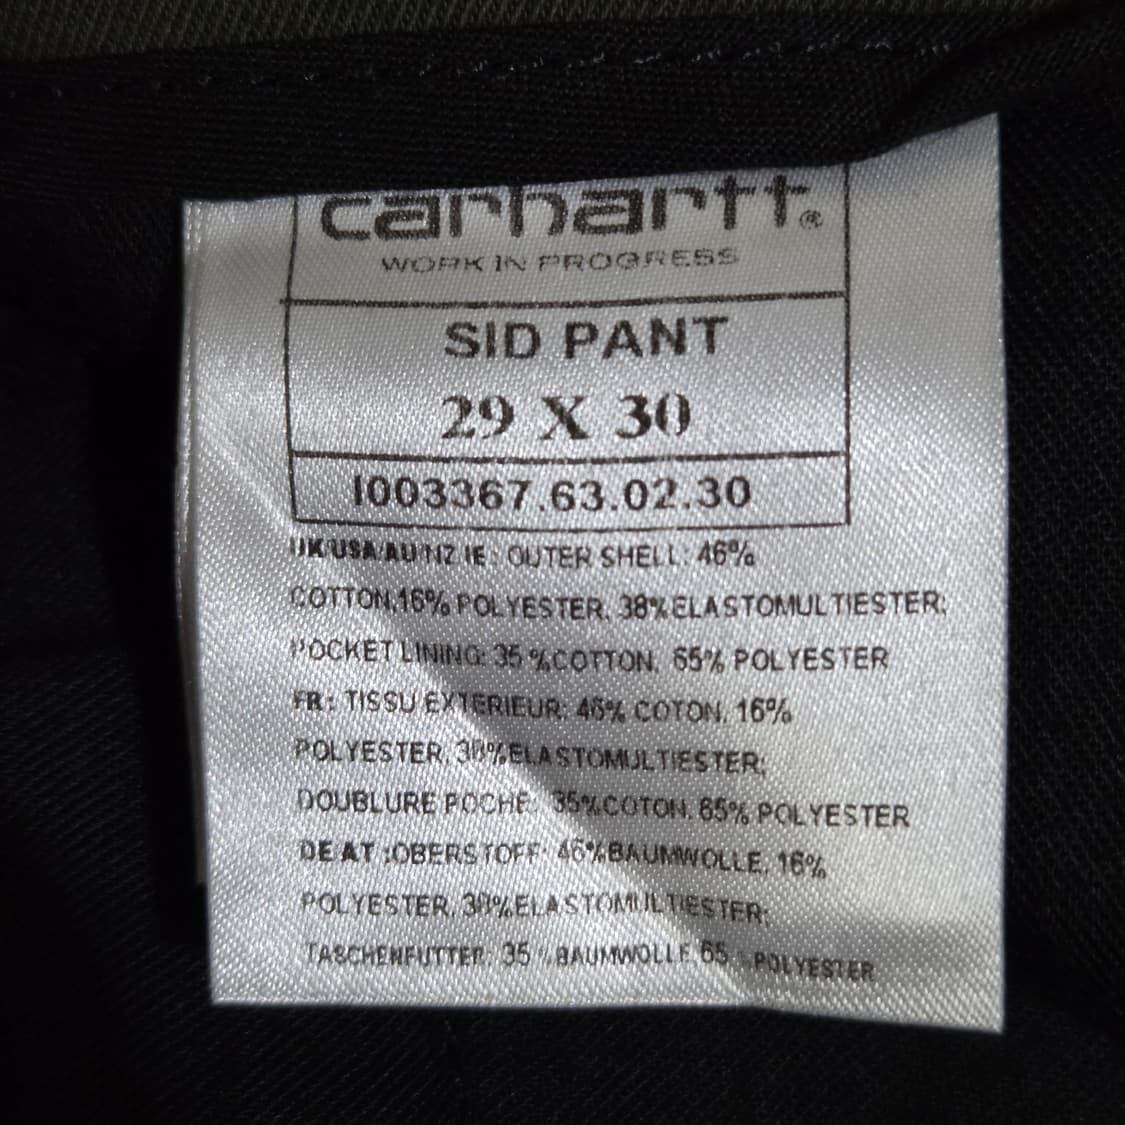 carhartt.®
WORK IN PROGRESS
SID PANT
29 X 30
I003367.63.02.30
UK USA AU NZ IE : OUTER SHELL: 46%
COTTON,16% POLYESTER, 38%ELASTOMULTIESTER;
POCKET LINING: 35 %COTTON, 65% POLYESTER
FR : TISSU EXTERIEUR: 46% COTON, 16%
POLYESTER, 38%ELASTOMULTIESTER;
DOUBLURE POCHE: 35%COTON, 65% POLYESTER
DE AT :OBERSTOFF: 46%BAUMWOLLE, 16%
POLYESTER, 38%ELASTOMULTIESTER;
TASCHENFUTTER: 35 %BAUMWOLLE, 65 % POLYESTER